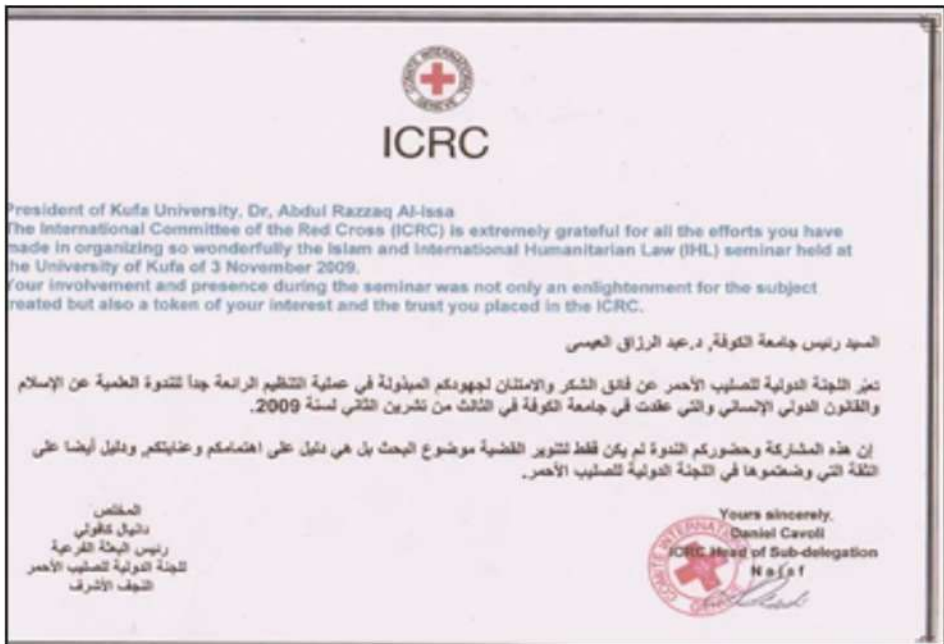 COMITE INTERNATIONAL GENEVE
ICRC
President of Kufa University, Dr, Abdul Razzaq Al-Issa
The International Committee of the Red Cross (ICRC) is extremely grateful for all the efforts you have
made in organizing so wonderfully the Islam and International Humanitarian Law (IHL) seminar held at
the University of Kufa of 3 November 2009.
Your involvement and presence during the seminar was not only an enlightenment for the subject
treated but also a token of your interest and the trust you placed in the ICRC.
السيد رئيس جامعة الكوفة, د.عبد الرزاق العيسى
تعبّر اللجنة الدولية للصليب الأحمر عن فائق الشكر والامتنان لجهودكم المبذولة في عملية التنظيم الرائعة جداً للندوة العلمية عن الإسلام
والقانون الدولي الإنساني والتي عقدت في جامعة الكوفة في الثالث من تشرين الثاني لسنة 2009.
إن هذه المشاركة وحضوركم الندوة لم يكن فقط لتنوير القضية موضوع البحث بل هي دليل على اهتمامكم وعنايتكم, ودليل أيضا على
الثقة التي وضعتموها في اللجنة الدولية للصليب الأحمر.
Yours sincerely,
Daniel Cavoli
ICRC Head of Sub-delegation
Najaf
COMITE INTERNATIONAL
المخلص
دانيال كافولي
رئيس البعثة الفرعية
للجنة الدولية للصليب الأحمر
النجف الأشرف